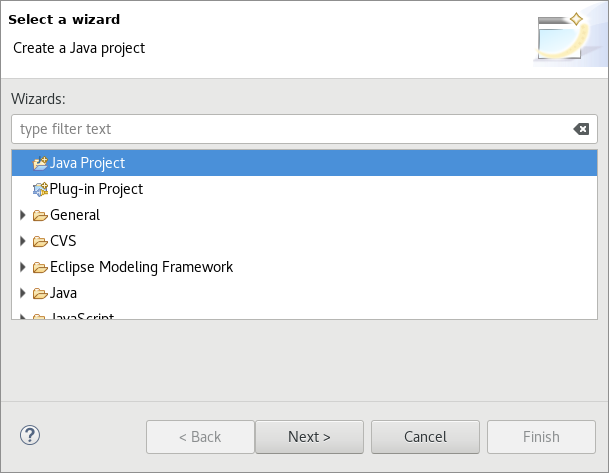 Select a wizard
Create a Java project
Wizards:
type filter text
Java Project
Plug-in Project
General
CVS
Eclipse Modeling Framework
Java
JavaScript
?
< Back
Next >
Cancel
Finish